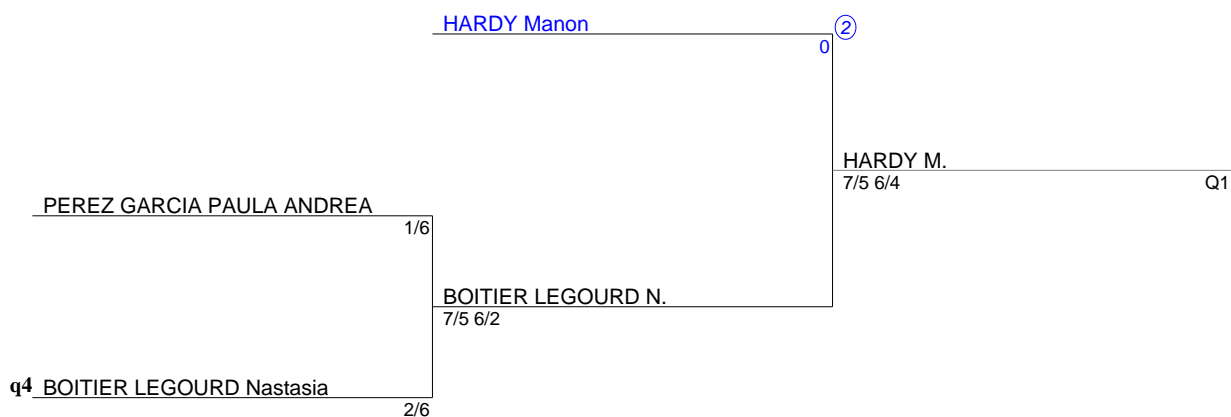 HARDY Manon
2
0
HARDY M.
7/5 6/4
Q1
PEREZ GARCIA PAULA ANDREA
1/6
BOITIER LEGOURD N.
7/5 6/2
q4 BOITIER LEGOURD Nastasia
2/6